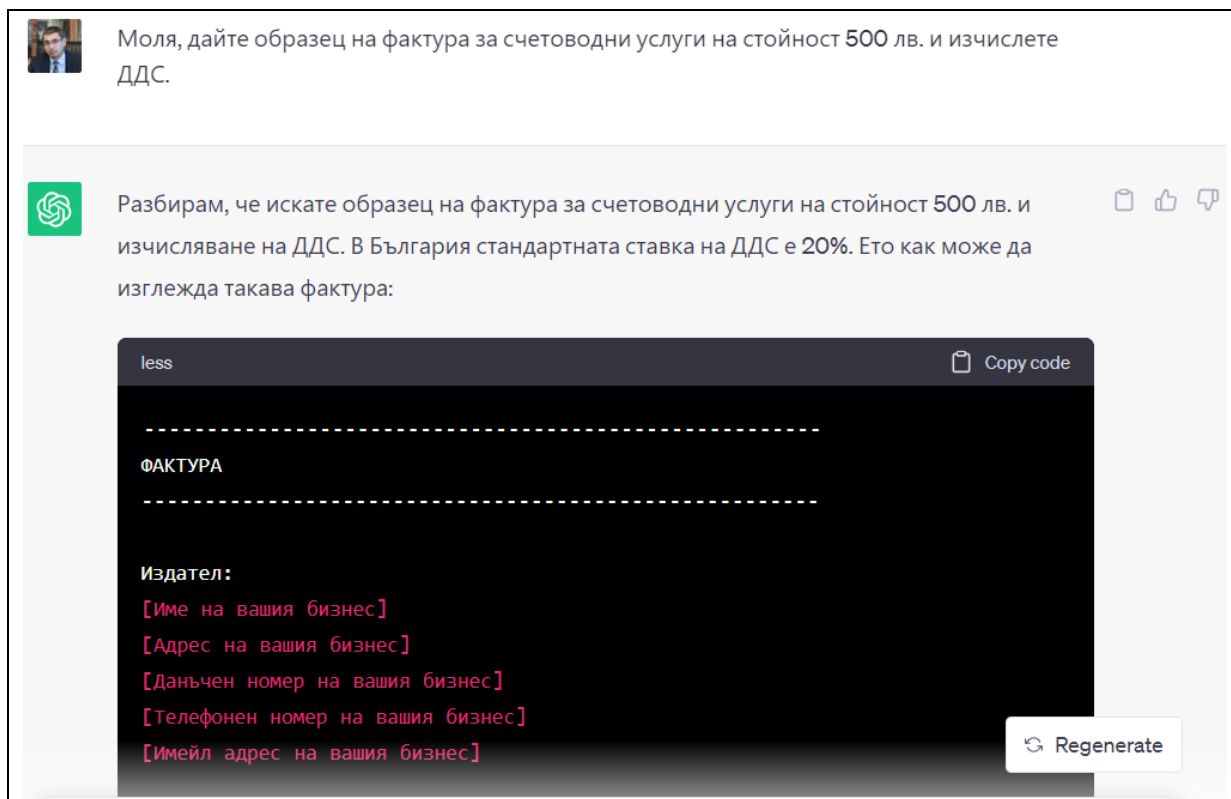 Моля, дайте образец на фактура за счетоводни услуги на стойност 500 лв. и изчислете
ДДС.
Разбирам, че искате образец на фактура за счетоводни услуги на стойност 500 лв. и
изчисляване на ДДС. В България стандартната ставка на ДДС е 20%. Ето как може да
изглежда такава фактура:
less Copy code
------------------------------------------------------
ФАКТУРА
------------------------------------------------------
Издател:
[Име на вашия бизнес]
[Адрес на вашия бизнес]
[Данъчен номер на вашия бизнес]
[Телефонен номер на вашия бизнес]
[Имейл адрес на вашия бизнес]
Regenerate